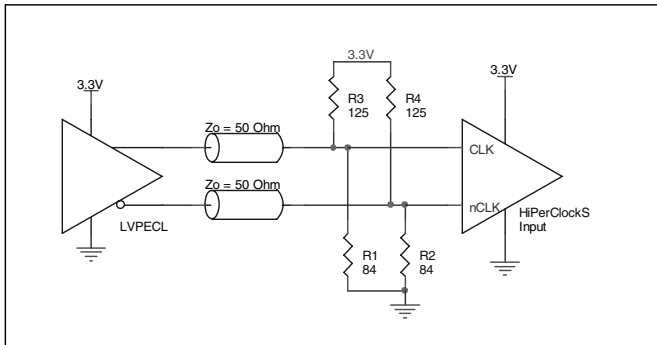 3.3V
3.3V
3.3V
R3
125
R4
125
Zo = 50 Ohm
CLK
Zo = 50 Ohm
nCLK
HiPerClockS
Input
LVPECL
R1
84
R2
84